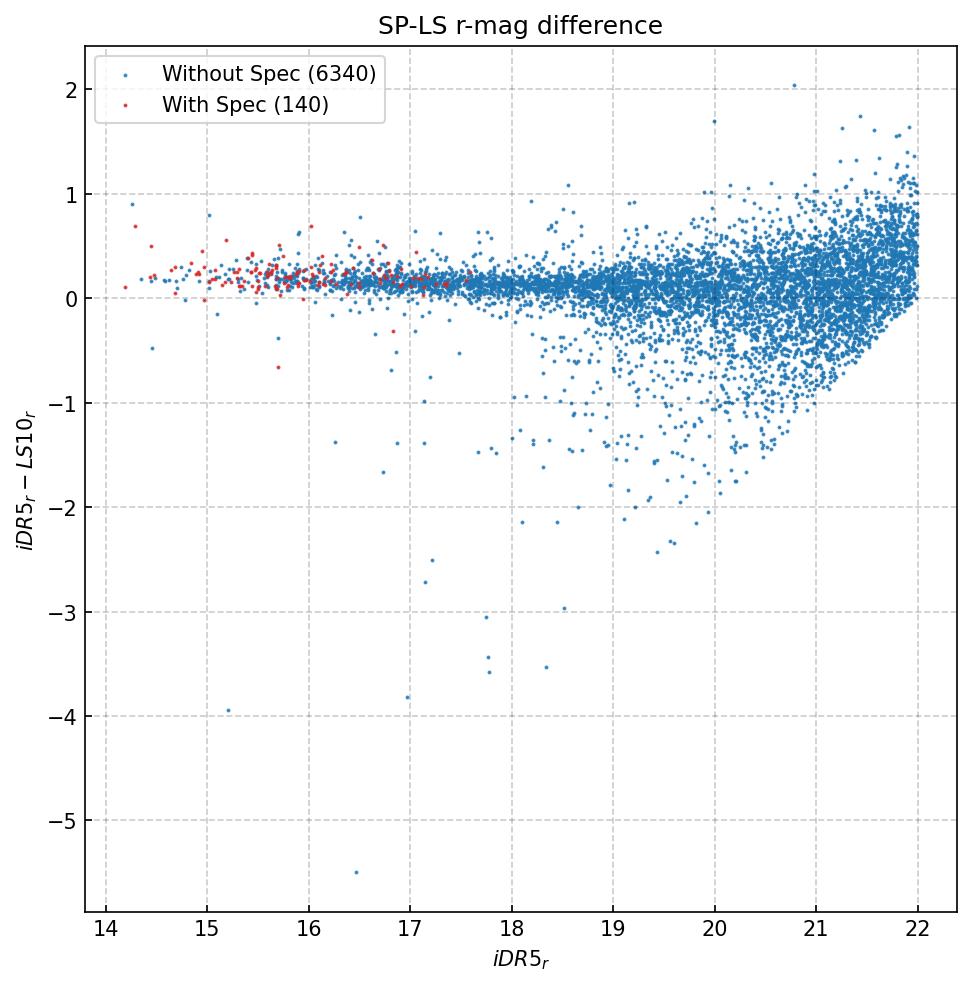 SP-LS r-mag difference
Without Spec (6340)
With Spec (140)
2
1
0
−1
−2
−3
−4
−5
iDR5r − LS10r
14 15 16 17 18 19 20 21 22
iDR5r